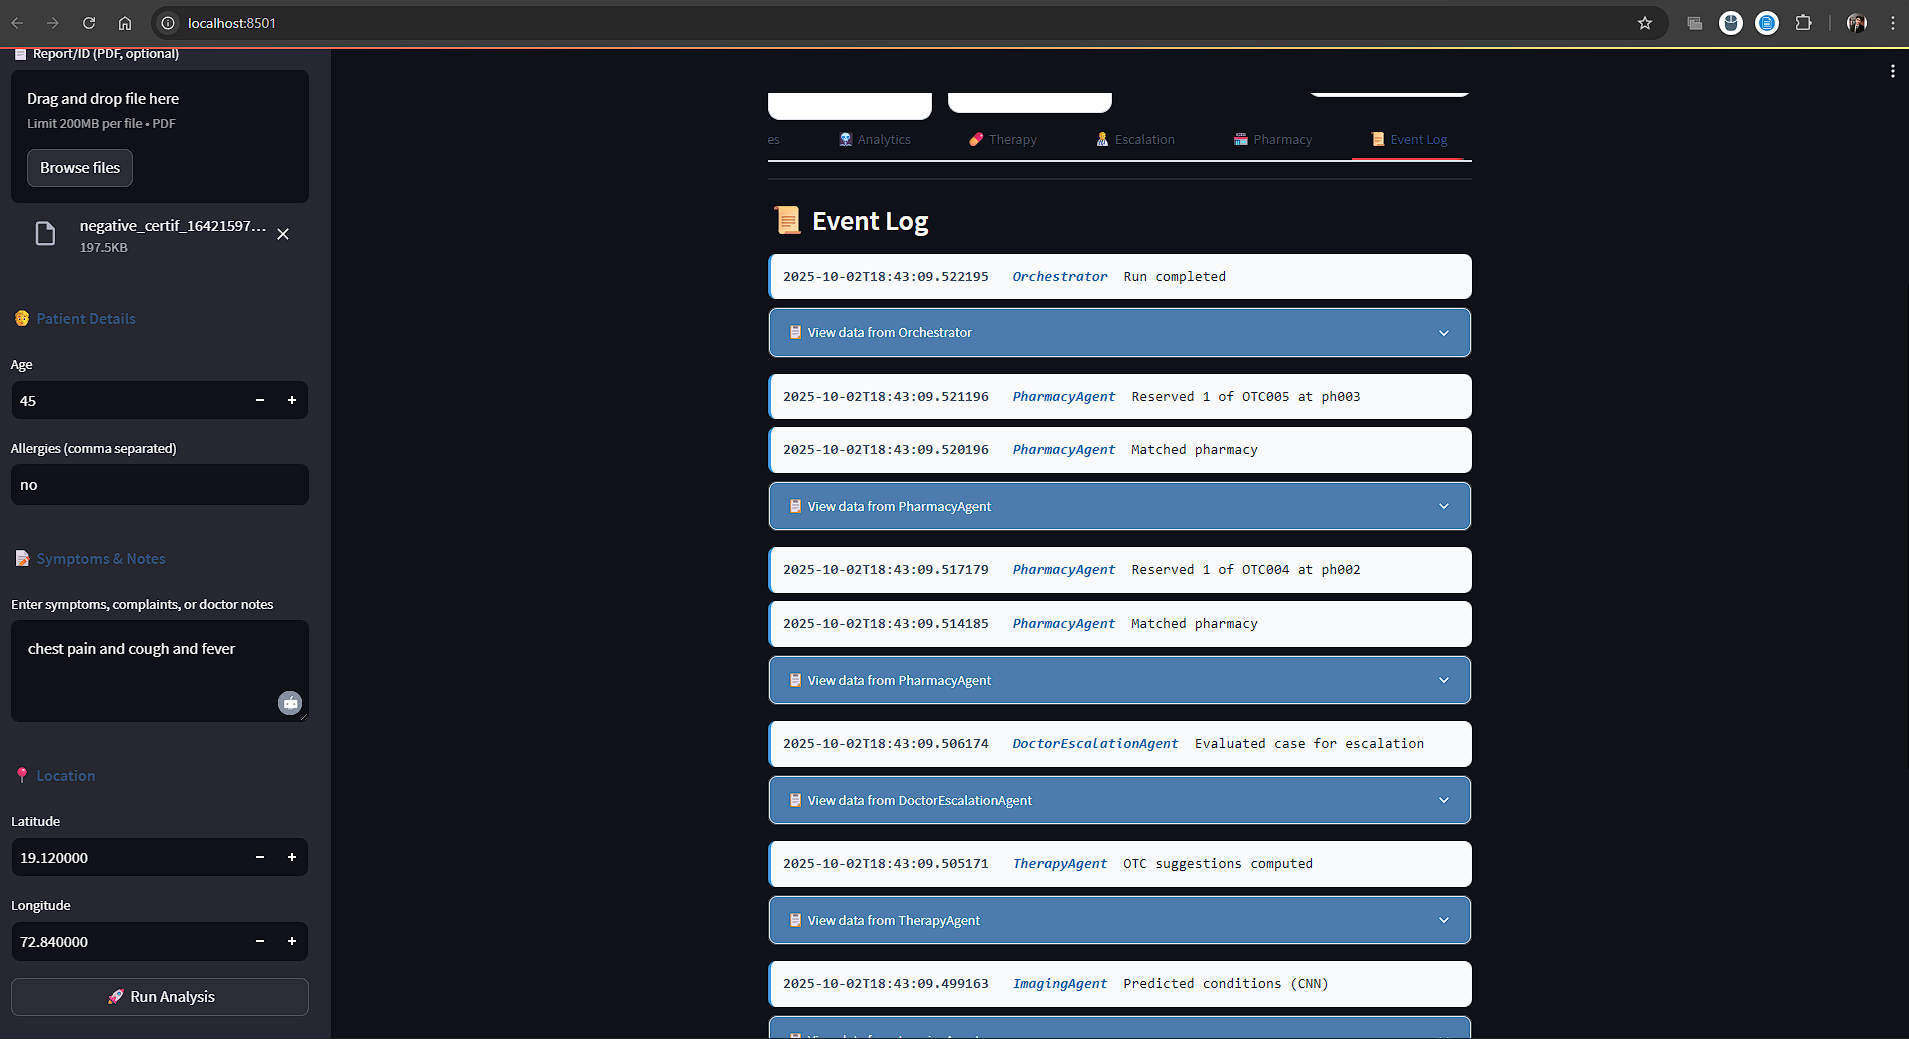 localhost:8501
Report/ID (PDF, optional)
Drag and drop file here
Limit 200MB per file • PDF
Browse files
negative_certif_16421597...
197.5KB
Patient Details
Age
45
Allergies (comma separated)
no
Symptoms & Notes
Enter symptoms, complaints, or doctor notes
chest pain and cough and fever
Location
Latitude
19.120000
Longitude
72.840000
Run Analysis
es Analytics Therapy Escalation Pharmacy Event Log
Event Log
2025-10-02T18:43:09.522195 Orchestrator Run completed
View data from Orchestrator
2025-10-02T18:43:09.521196 PharmacyAgent Reserved 1 of OTC005 at ph003
2025-10-02T18:43:09.520196 PharmacyAgent Matched pharmacy
View data from PharmacyAgent
2025-10-02T18:43:09.517179 PharmacyAgent Reserved 1 of OTC004 at ph002
2025-10-02T18:43:09.514185 PharmacyAgent Matched pharmacy
View data from PharmacyAgent
2025-10-02T18:43:09.506174 DoctorEscalationAgent Evaluated case for escalation
View data from DoctorEscalationAgent
2025-10-02T18:43:09.505171 TherapyAgent OTC suggestions computed
View data from TherapyAgent
2025-10-02T18:43:09.499163 ImagingAgent Predicted conditions (CNN)